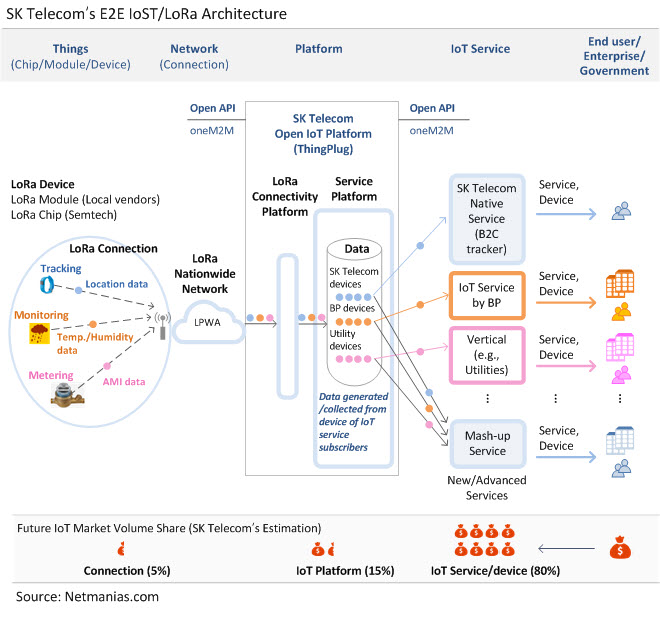 SK Telecom's E2E IoST/LoRa Architecture
Things
(Chip/Module/Device)
Network
(Connection)
Platform
IoT Service
End user/
Enterprise/
Government
Open API
oneM2M
SK Telecom
Open IoT Platform
(ThingPlug)
Open API
oneM2M
LoRa Device
LoRa Module (Local vendors)
LoRa Chip (Semtech)
LoRa Connection
Tracking
Location data
Monitoring
Temp./Humidity
data
Metering
AMI data
LoRa
Nationwide
Network
LPWA
LoRa
Connectivity
Platform
Service
Platform
Data
SK Telecom
devices
BP devices
Utility
devices
Data generated
/collected from
device of IoT
service
subscribers
SK Telecom
Native
Service
(B2C
tracker)
Service,
Device
IoT Service
by BP
Service,
Device
Vertical
(e.g.,
Utilities)
Service,
Device
Mash-up
Service
Service,
Device
New/Advanced
Services
Future IoT Market Volume Share (SK Telecom's Estimation)
Connection (5%)
IoT Platform (15%)
IoT Service/device (80%)
Source: Netmanias.com